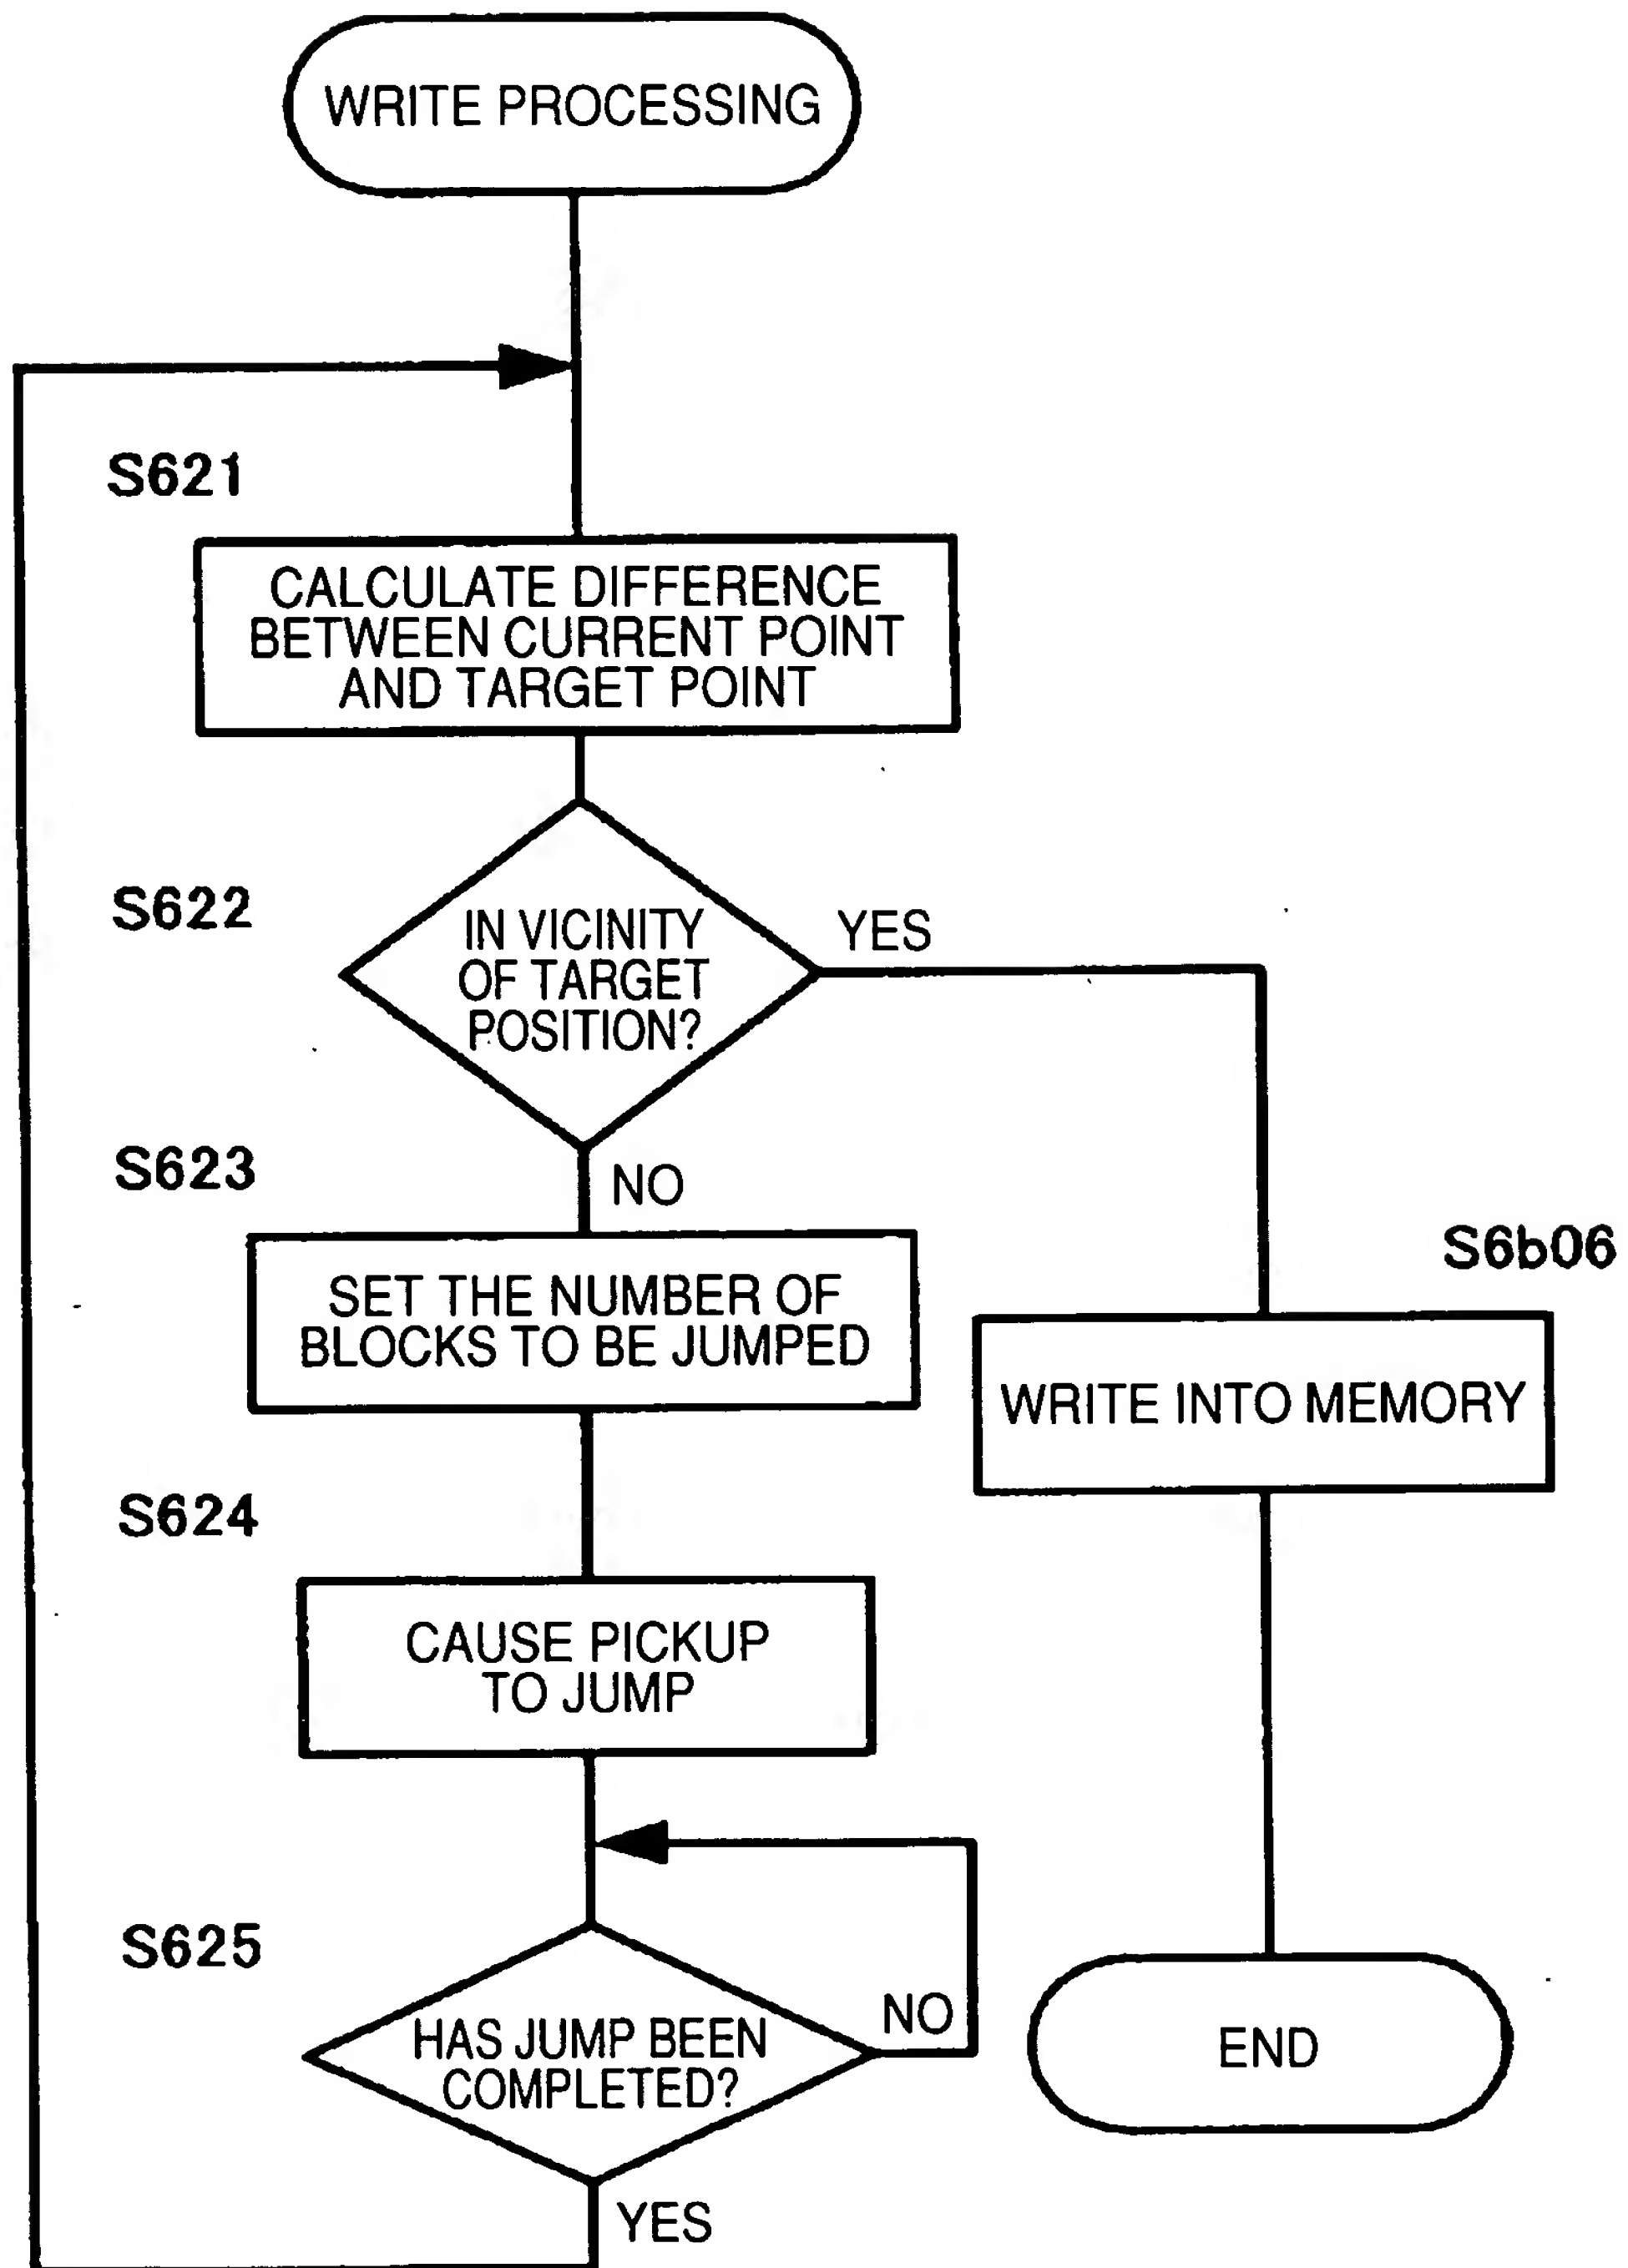 WRITE PROCESSING
S621
CALCULATE DIFFERENCE
BETWEEN CURRENT POINT
AND TARGET POINT
S622
IN VICINITY
OF TARGET
POSITION?
YES
S623
NO
SET THE NUMBER OF
BLOCKS TO BE JUMPED
S6b06
WRITE INTO MEMORY
S624
CAUSE PICKUP
TO JUMP
S625
HAS JUMP BEEN
COMPLETED?
NO
YES
END